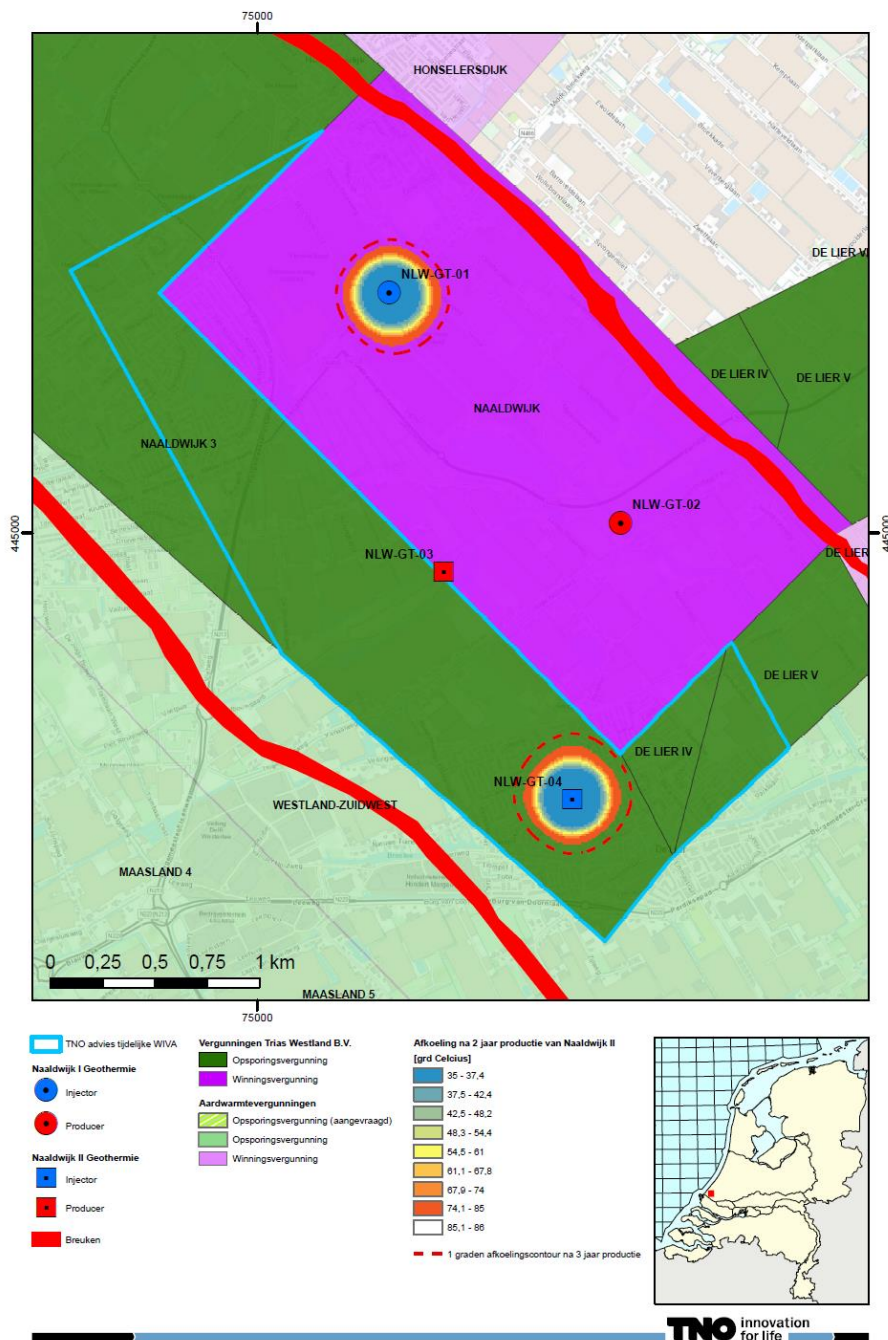 75000
HONSELERSDIJK
NLW-GT-01
DE LIER VI
DE LIER IV
DE LIER V
NAALDWIJK
NAALDWIJK 3
NLW-GT-02
445000
445000
NLW-GT-03
DE LIER
DE LIER V
DE LIER IV
NLW-GT-04
WESTLAND-ZUIDWEST
MAASLAND 4
0 0,25 0,5 0,75 1 km
MAASLAND 5
75000
TNO advies tijdelijke WIVA
Naaldwijk I Geothermie
Injector
Producer
Naaldwijk II Geothermie
Injector
Producer
Breuken
Vergunningen Trias Westland B.V.
Opsporingsvergunning
Winningsvergunning
Aardwarmtevergunningen
Opsporingsvergunning (aangevraagd)
Opsporingsvergunning
Winningsvergunning
Afkoeling na 2 jaar productie van Naaldwijk II
[grd Celcius]
35 - 37,4
37,5 - 42,4
42,5 - 48,2
48,3 - 54,4
54,5 - 61
61,1 - 67,8
67,9 - 74
74,1 - 85
85,1 - 86
1 graden afkoelingscontour na 3 jaar productie
TNO innovation
for life